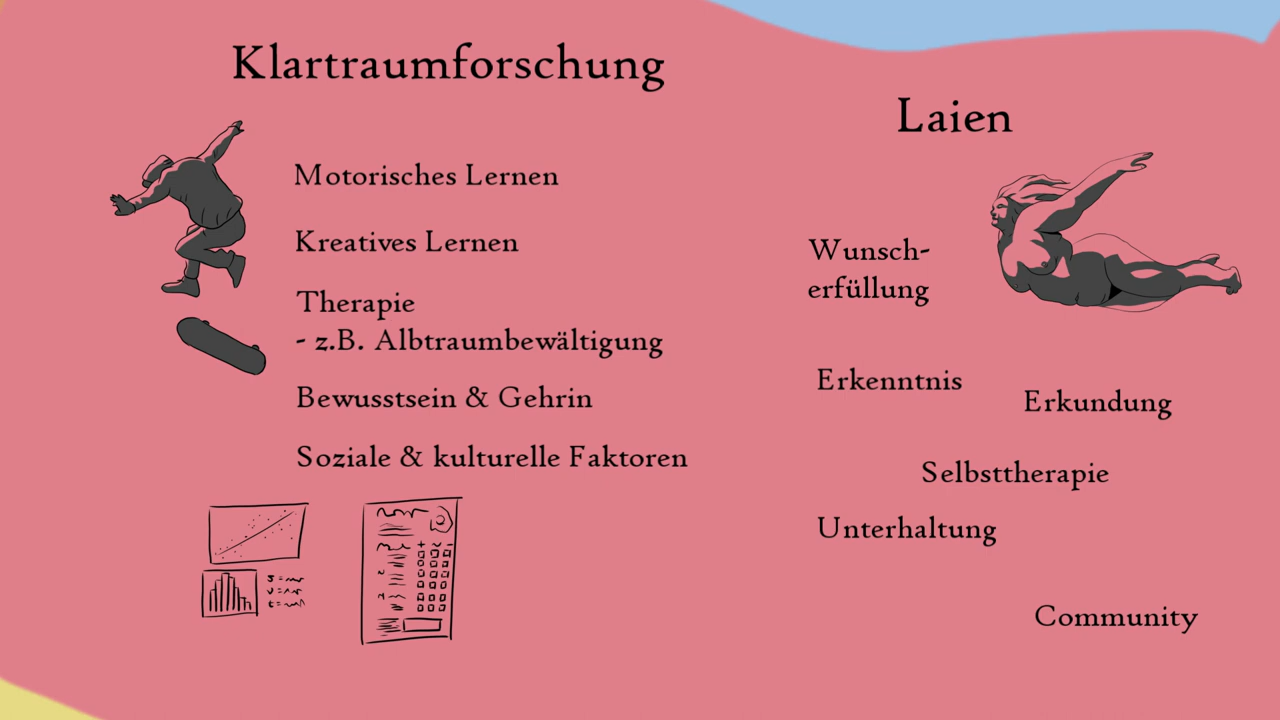 Klartraumforschung
Motorisches Lernen
Kreatives Lernen
Therapie
- z.B. Albtraumbewältigung
Bewusstsein & Gehrin
Soziale & kulturelle Faktoren
Laien
Wunsch-
erfüllung
Erkenntnis
Erkundung
Selbsttherapie
Unterhaltung
Community